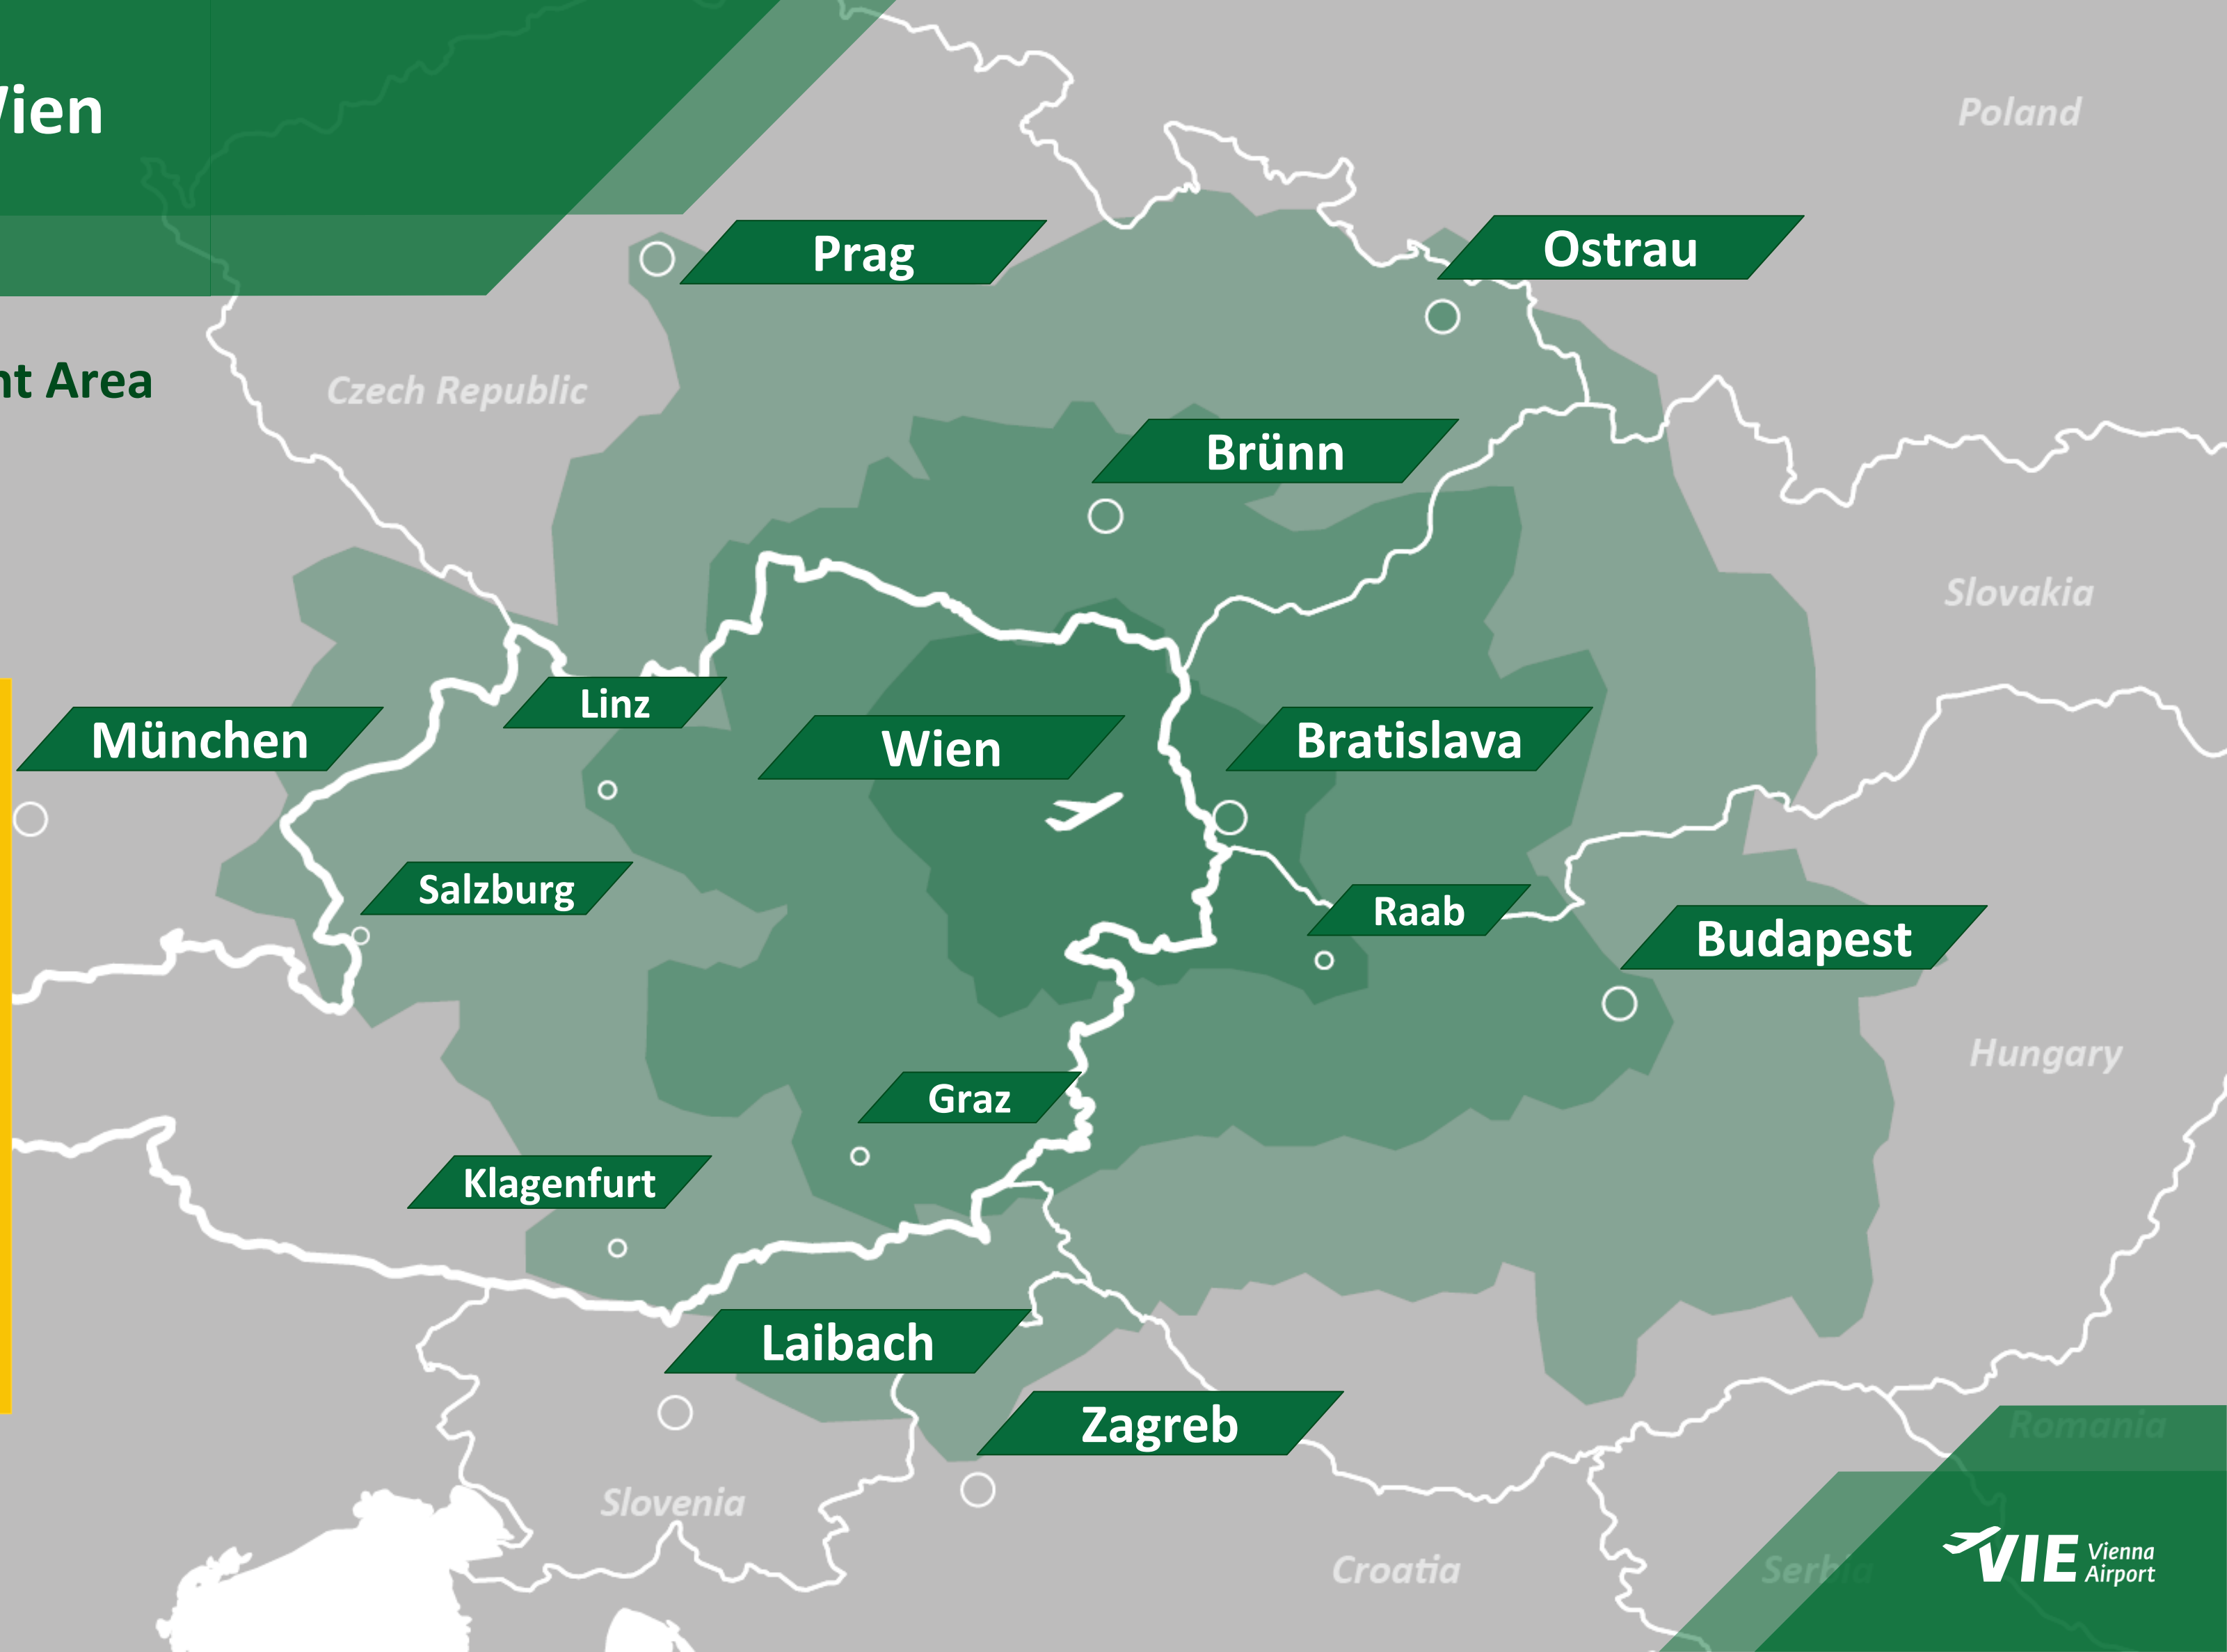 ien
Poland
Prag
Ostrau
nt Area
Czech Republic
Brünn
Slovakia
Linz
München
Wien
Bratislava
Salzburg
Raab
Budapest
Hungary
Graz
Klagenfurt
Laibach
Zagreb
Romania
Slovenia
Croatia
Serbia
VIE Vienna
Airport